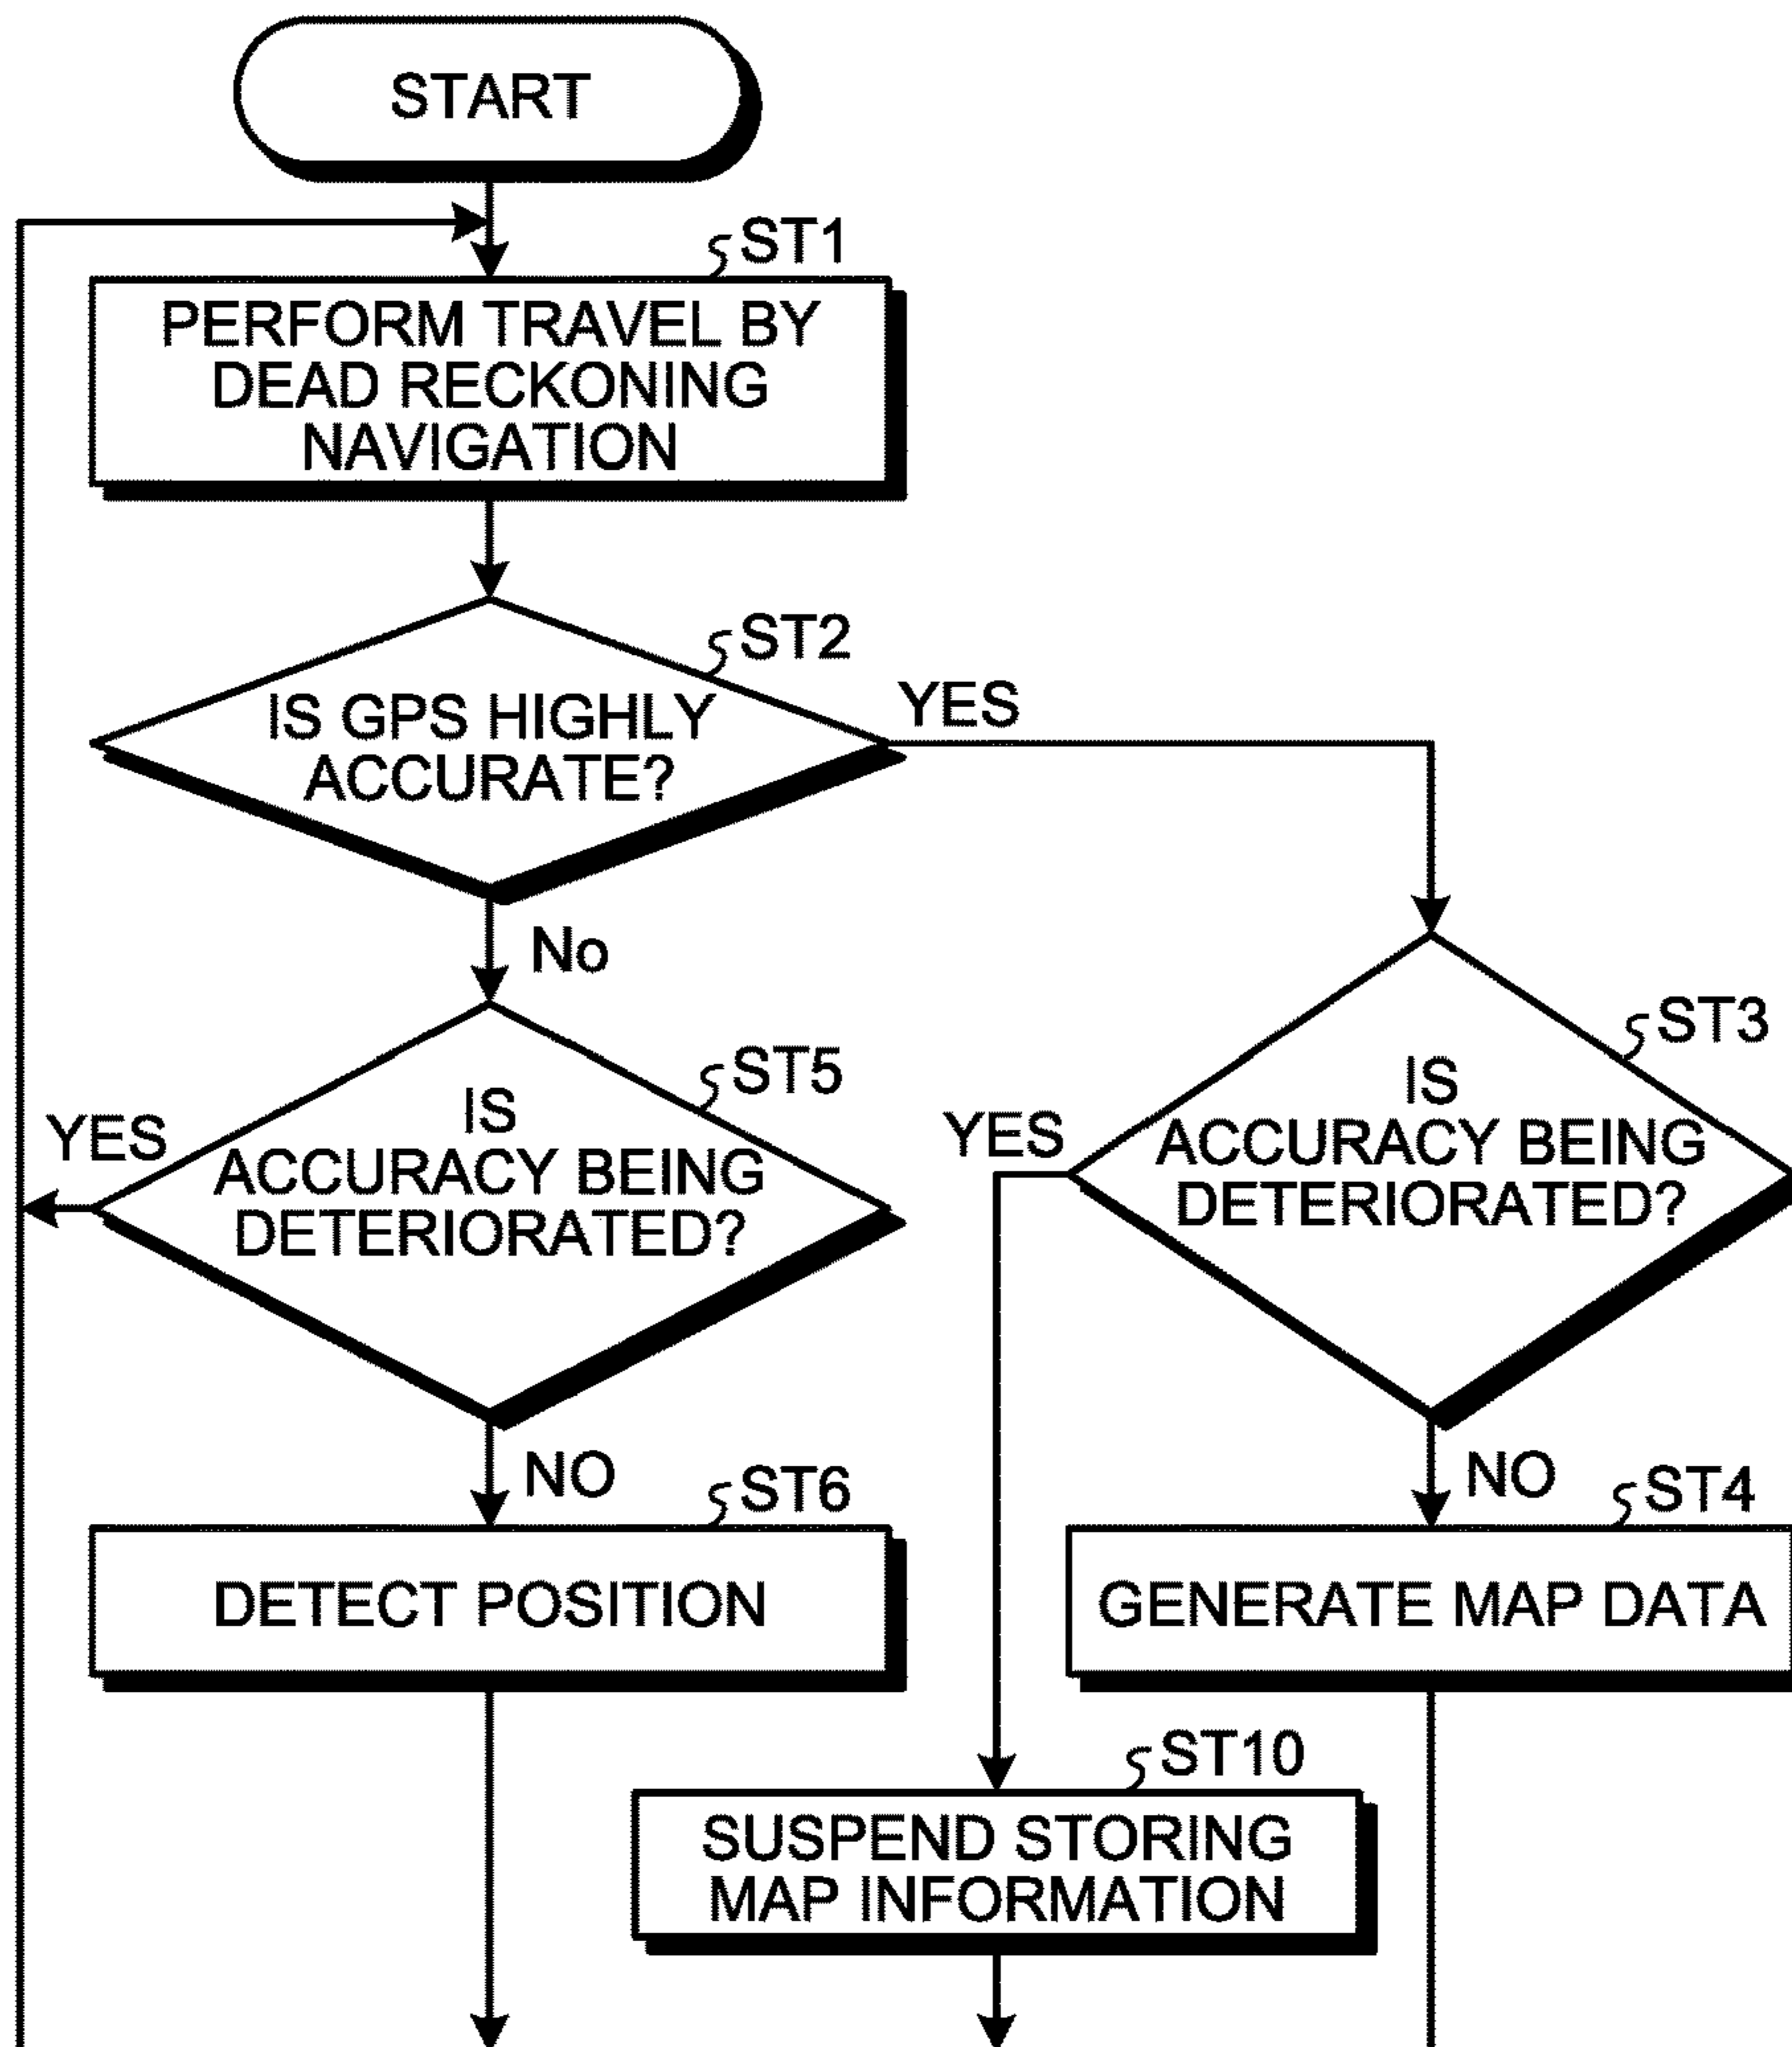 START
ST1
PERFORM TRAVEL BY
DEAD RECKONING
NAVIGATION
ST2
IS GPS HIGHLY
ACCURATE?
YES
No
ST5
IS
ACCURACY BEING
DETERIORATED?
YES
NO
ST3
IS
ACCURACY BEING
DETERIORATED?
YES
NO
ST6
DETECT POSITION
ST4
GENERATE MAP DATA
ST10
SUSPEND STORING
MAP INFORMATION